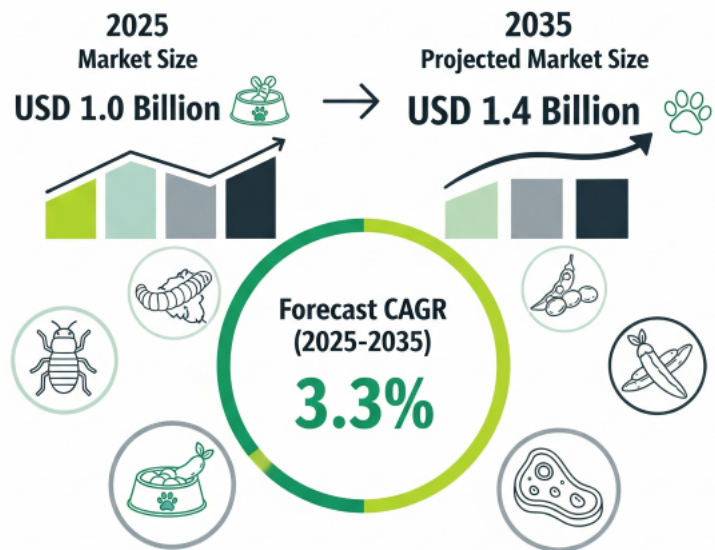 2025
Market Size
USD 1.0 Billion
2035
Projected Market Size
USD 1.4 Billion
Forecast CAGR
(2025-2035)
3.3%